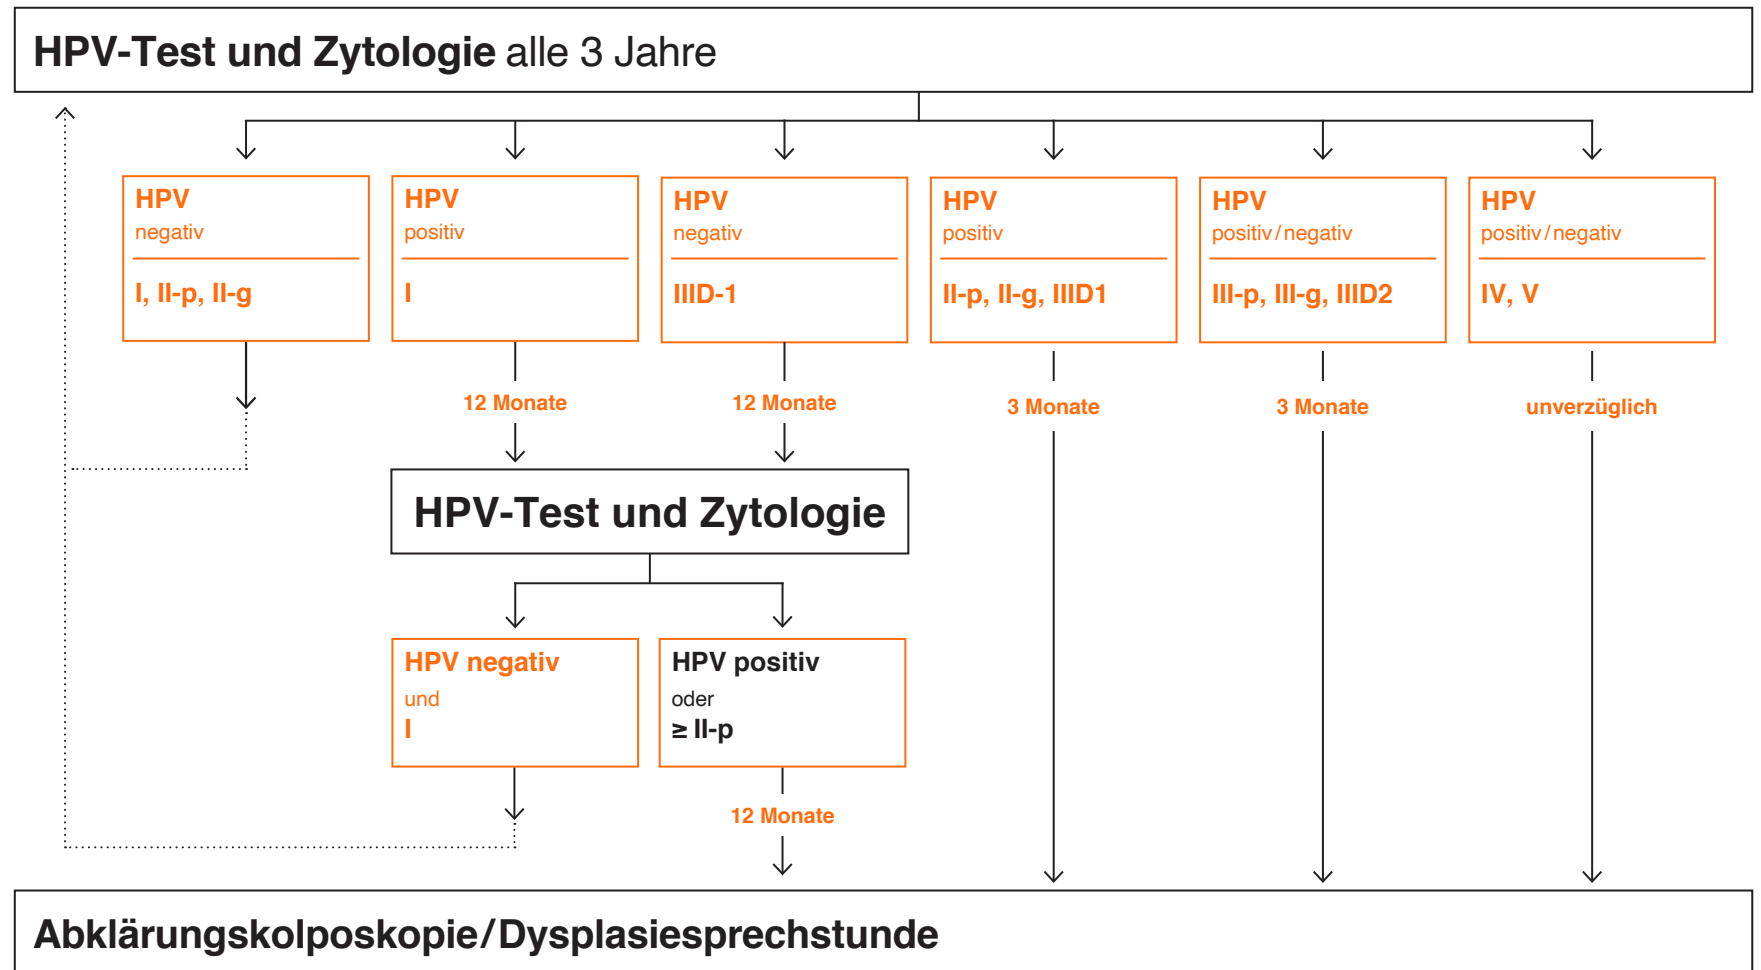 HPV-Test und Zytologie alle 3 Jahre
HPV
negativ
I, II-p, II-g
HPV
positiv
I
HPV
negativ
IIID-1
HPV
positiv
II-p, II-g, IIID1
HPV
positiv/negativ
III-p, III-g, IIID2
HPV
positiv/negativ
IV, V
12 Monate
12 Monate
3 Monate
3 Monate
unverzüglich
HPV-Test und Zytologie
HPV negativ
und
I
HPV positiv
oder
≥ II-p
12 Monate
Abklärungskolposkopie/Dysplasiesprechstunde